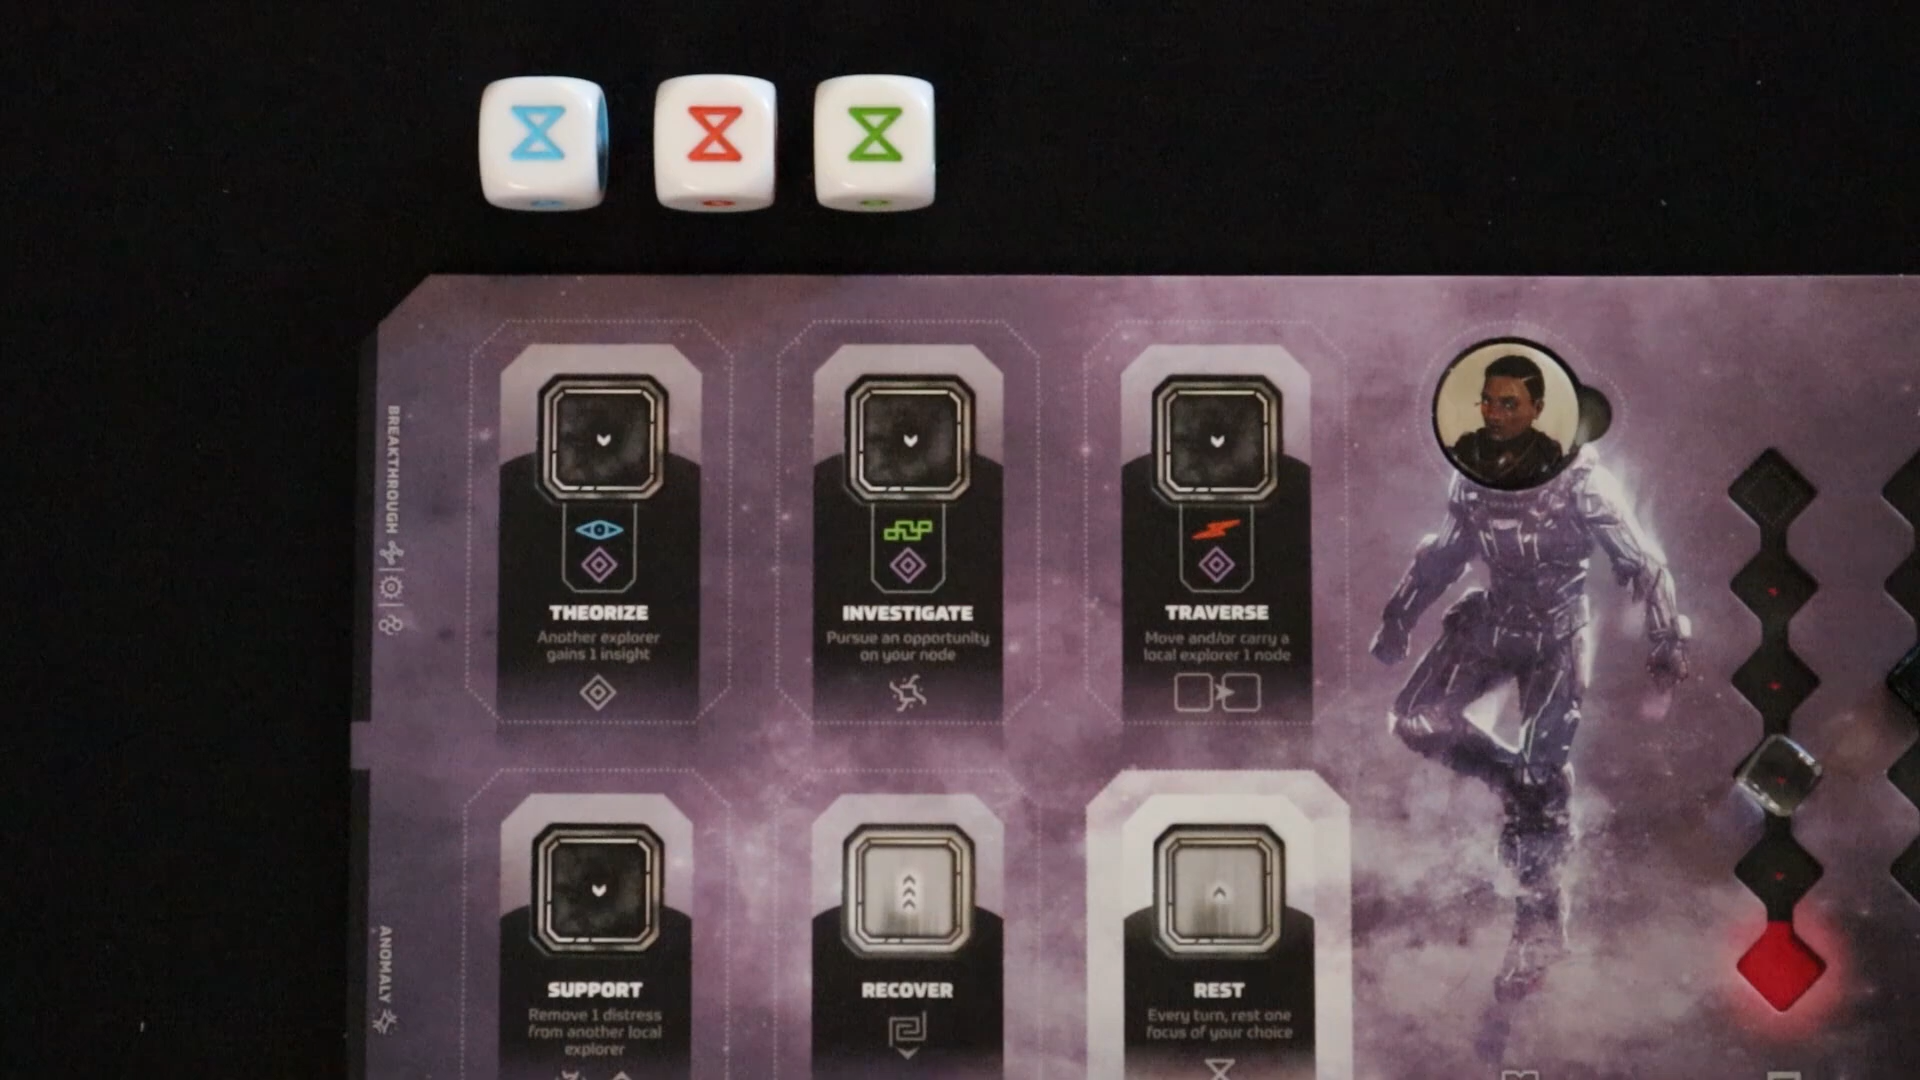 BREAKTHROUGH
THEORIZE
Another explorer
gains 1 insight
INVESTIGATE
Pursue an opportunity
on your node
TRAVERSE
Move and/or carry a
local explorer 1 node
ANOMALY
SUPPORT
Remove 1 distress
from another local
explorer
RECOVER
REST
Every turn, rest one
focus of your choice